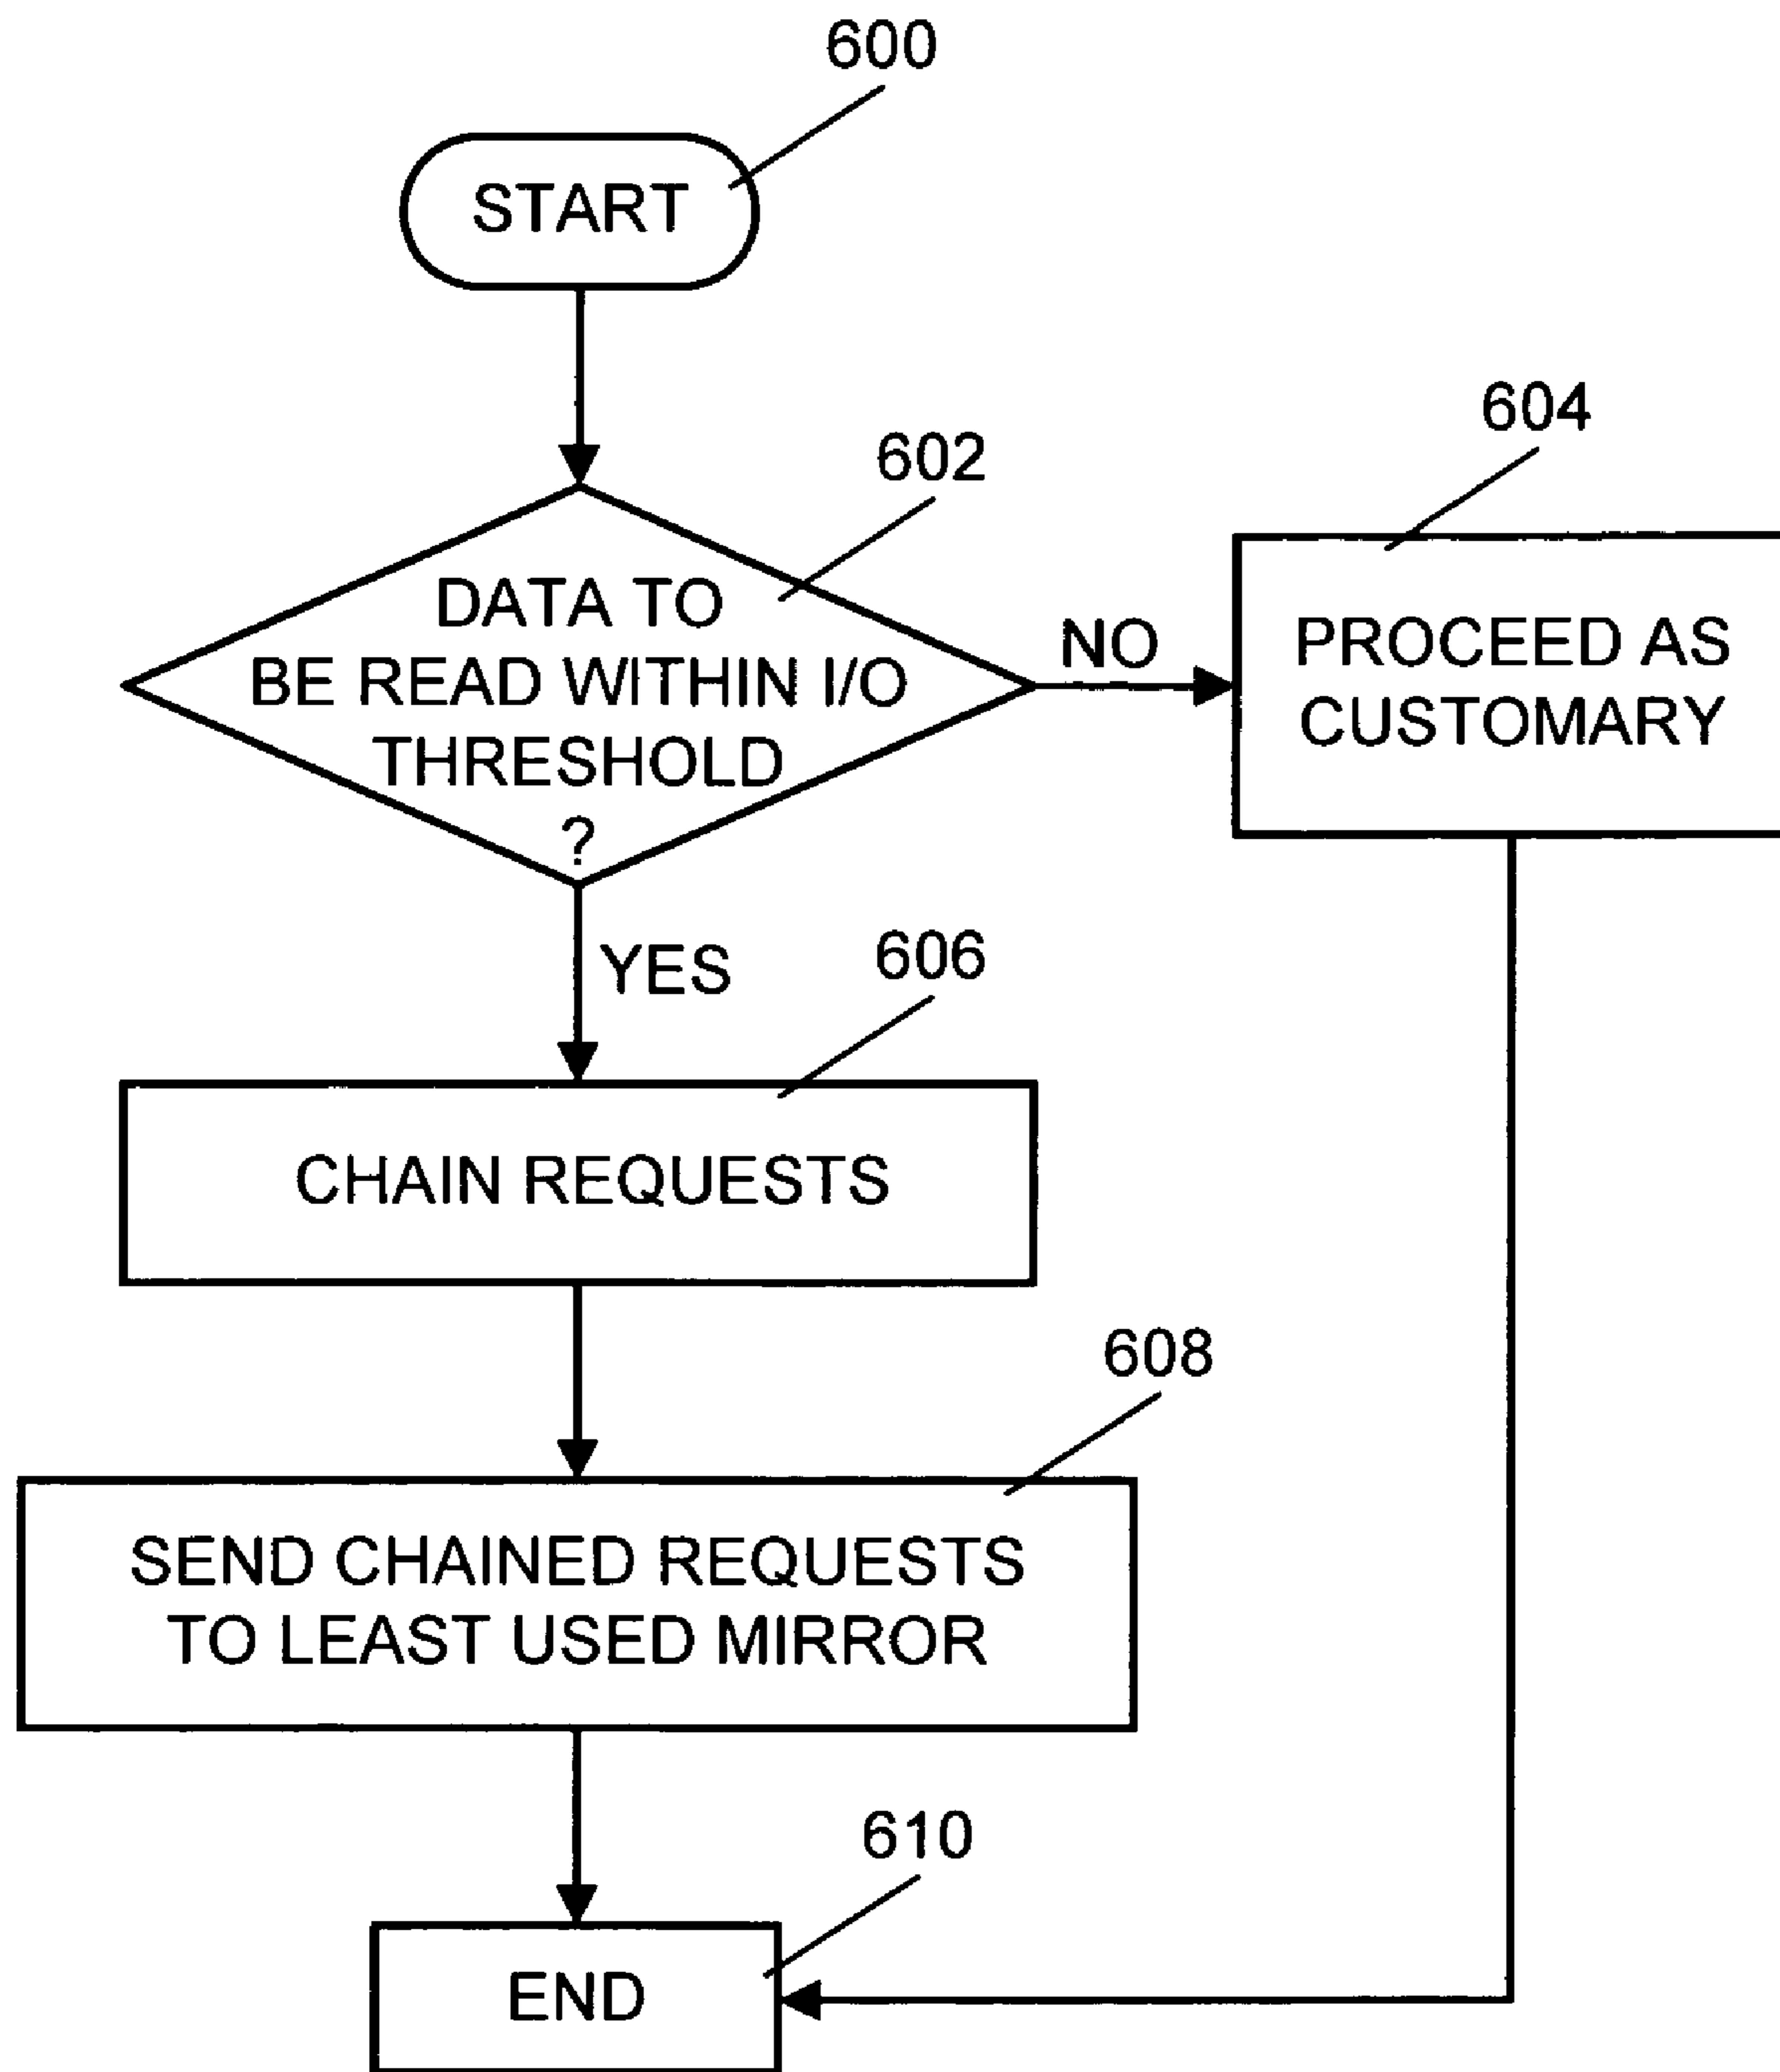 600
START
602
DATA TO
BE READ WITHIN I/O
THRESHOLD
?
NO
604
PROCEED AS
CUSTOMARY
YES
606
CHAIN REQUESTS
608
SEND CHAINED REQUESTS
TO LEAST USED MIRROR
610
END